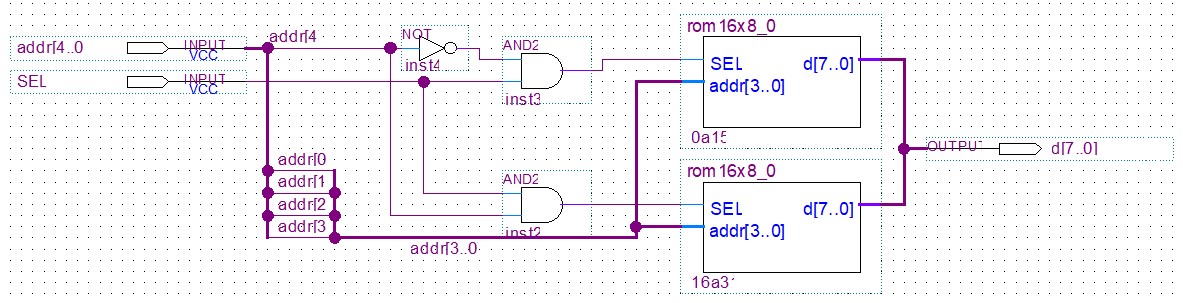 addr[4..0
INPUT
VCC
addr[4
NOT
inst4
SEL
INPUT
VCC
AND2
inst3
rom16x8_0
SEL
d[7..0]
addr[3..0]
0a15
addr[0
addr[1
addr[2
addr[3
addr[3..0
AND2
inst2
rom16x8_0
SEL
d[7..0]
addr[3..0]
16a3
OUTPUT
d[7..0]